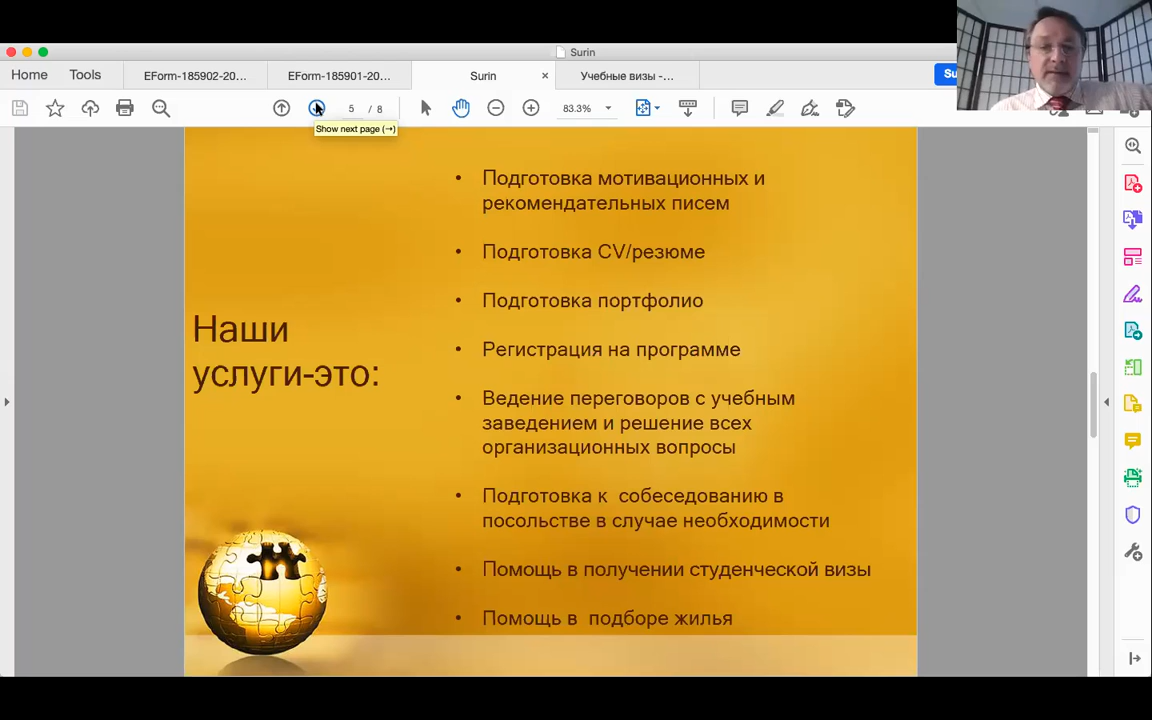 Surin
Home
Tools
EForm-185902-20...
EForm-185901-20...
Surin
×
Учебные визы -...
Su
5 / 8
83.3%
Show next page (→)
Наши
услуги-это:
• Подготовка мотивационных и
рекомендательных писем
• Подготовка CV/резюме
• Подготовка портфолио
• Регистрация на программе
• Ведение переговоров с учебным
заведением и решение всех
организационных вопросы
• Подготовка к собеседованию в
посольстве в случае необходимости
• Помощь в получении студенческой визы
• Помощь в подборе жилья